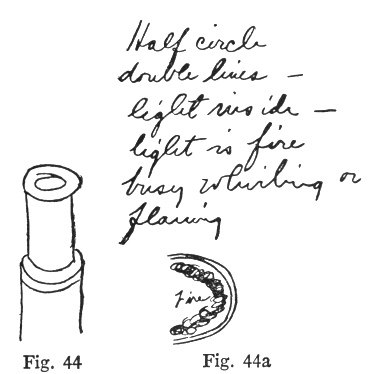 Half circle
double lines —
light inside —
light is fire
busy whirling or
flaming
Fire
Fig. 44
Fig. 44a